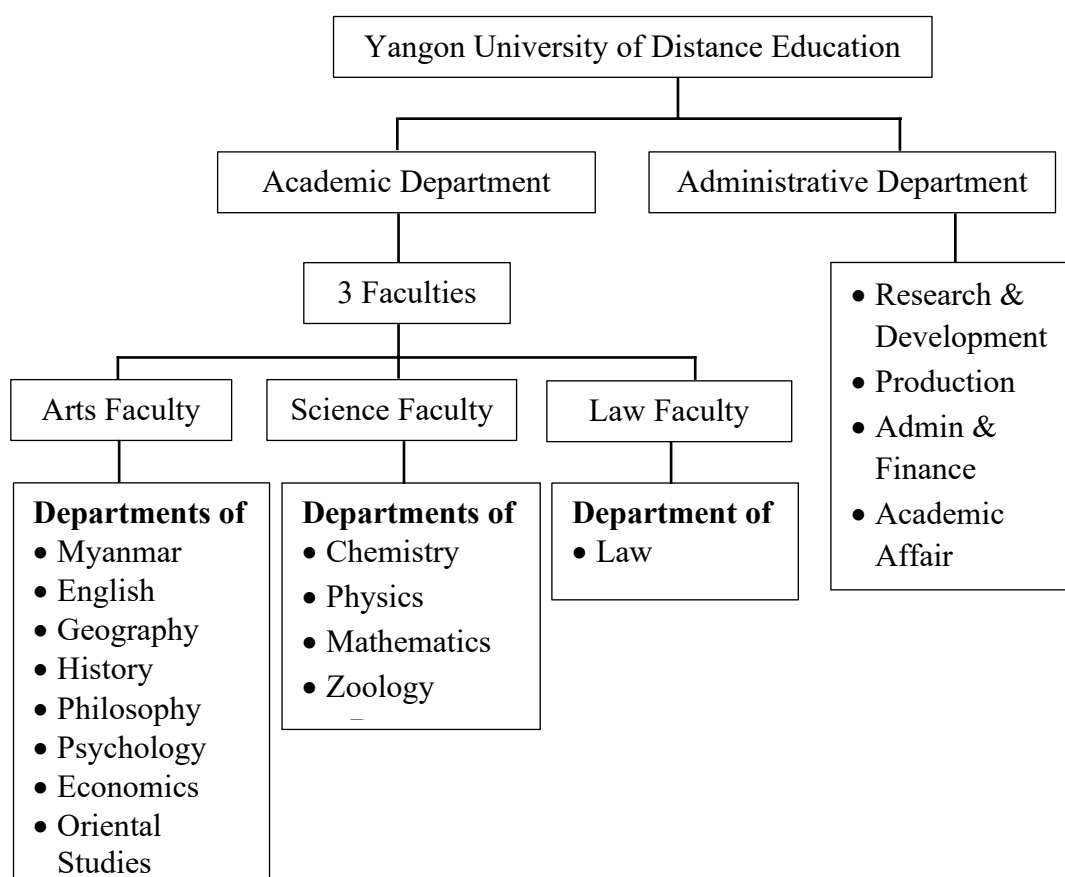 Yangon University of Distance Education
Academic Department
Administrative Department
3 Faculties
• Research &
Development
• Production
• Admin &
Finance
• Academic
Affair
Arts Faculty
Science Faculty
Law Faculty
Departments of
• Myanmar
• English
• Geography
• History
• Philosophy
• Psychology
• Economics
• Oriental
Studies
Departments of
• Chemistry
• Physics
• Mathematics
• Zoology
Department of
• Law